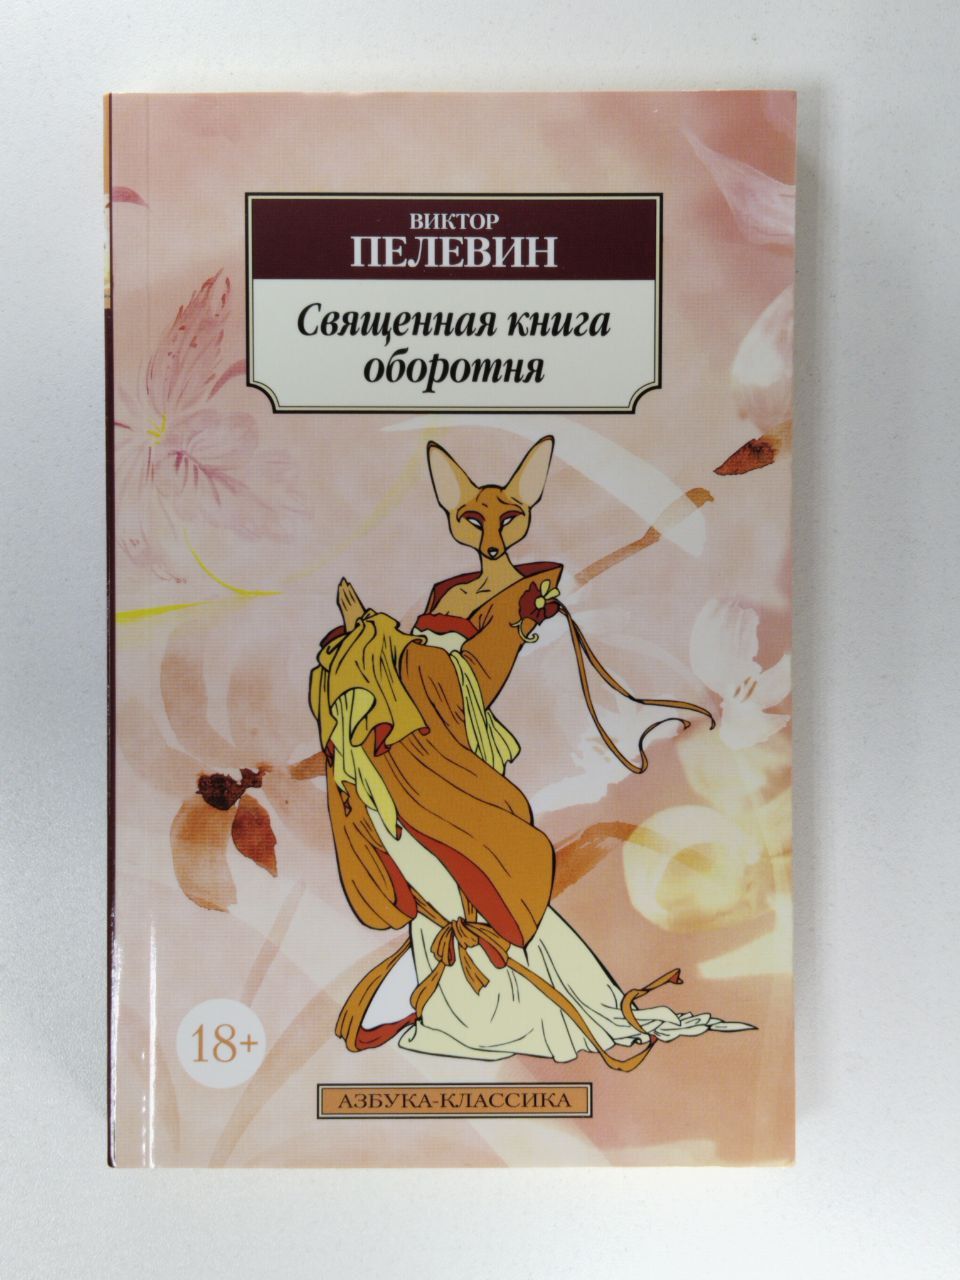 ВИКТОР
ПЕЛЕВИН
Священная книга
оборотня
18+
АЗБУКА-КЛАССИКА